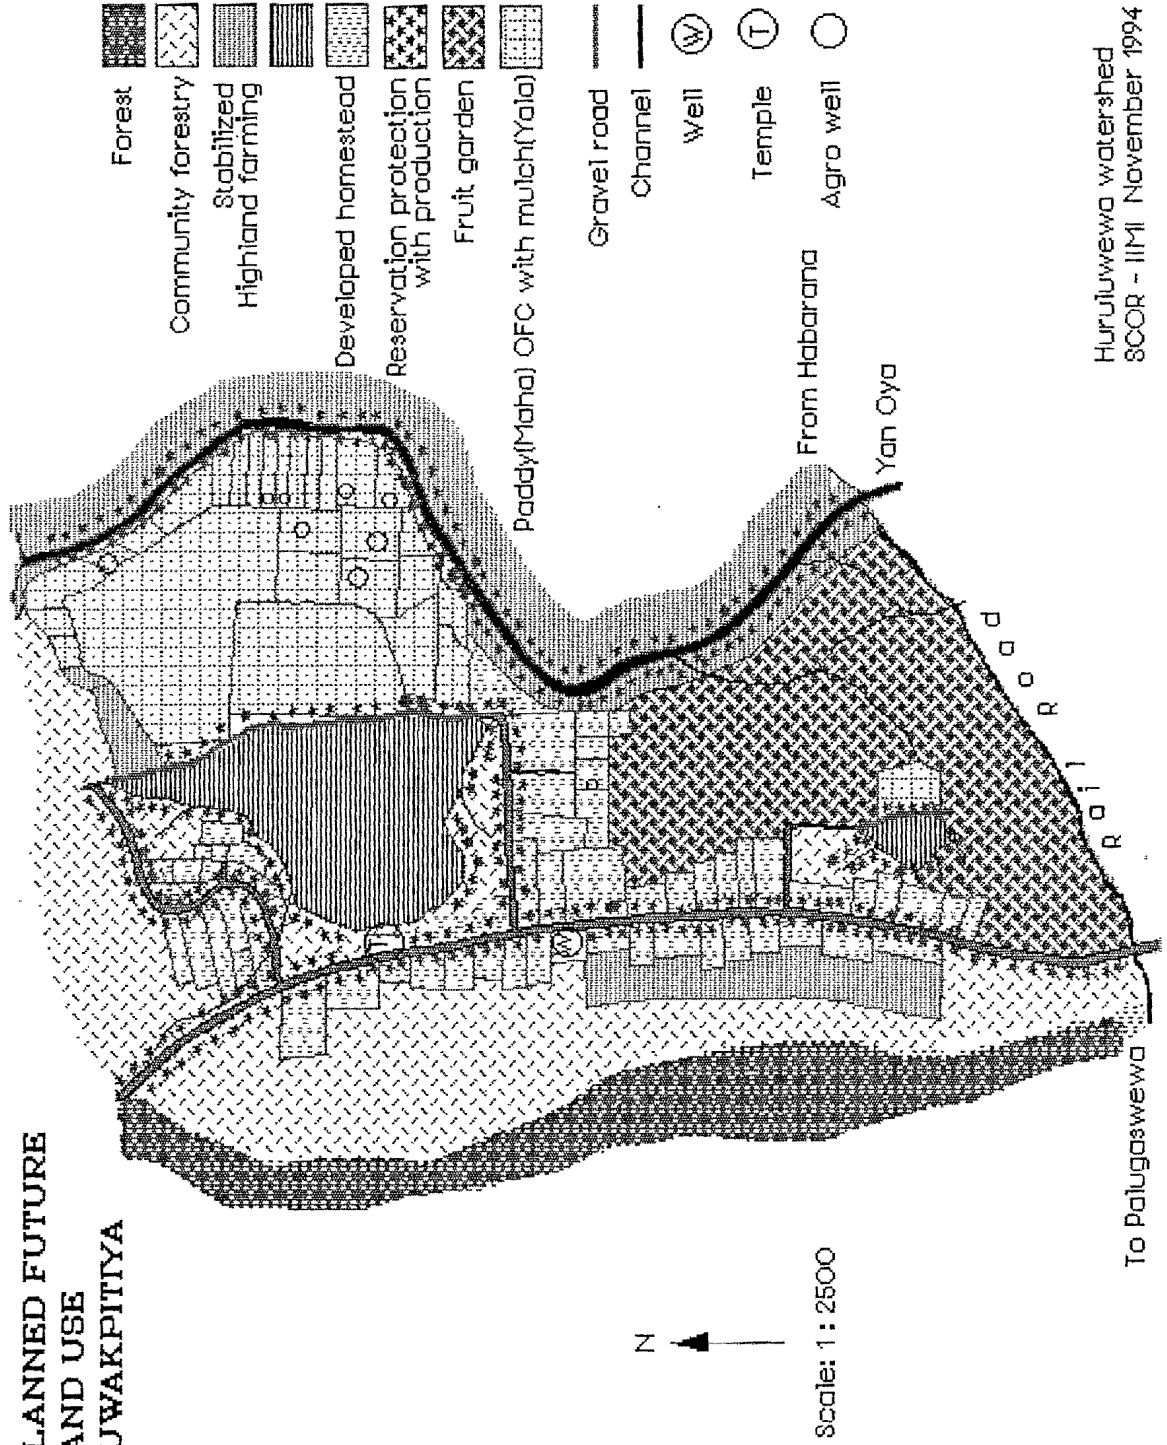 LANNED FUTURE
AND USE
UWAKPITIYA
Forest
Community forestry
Stabilized
Highland farming
Developed homestead
Reservation protection
with production
Fruit garden
Paddy(Maha) OFC with mulch(Yala)
Gravel road
Channel
Well
W
Temple
T
Agro well
T
W
From Habarana
Yan Oya
Rail Road
To Palugaswewa
N
Scale: 1 : 2500
Huruluwewa watershed
SCOR - IIMI November 1994